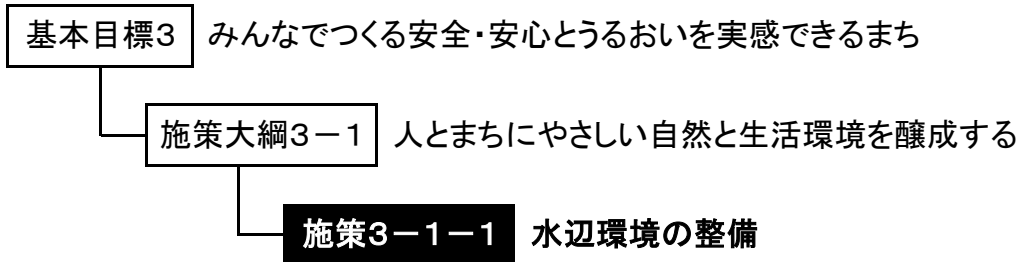 基本目標3 みんなでつくる安全・安心とうるおいを実感できるまち
施策大綱3-1 人とまちにやさしい自然と生活環境を醸成する
施策3-1-1 水辺環境の整備